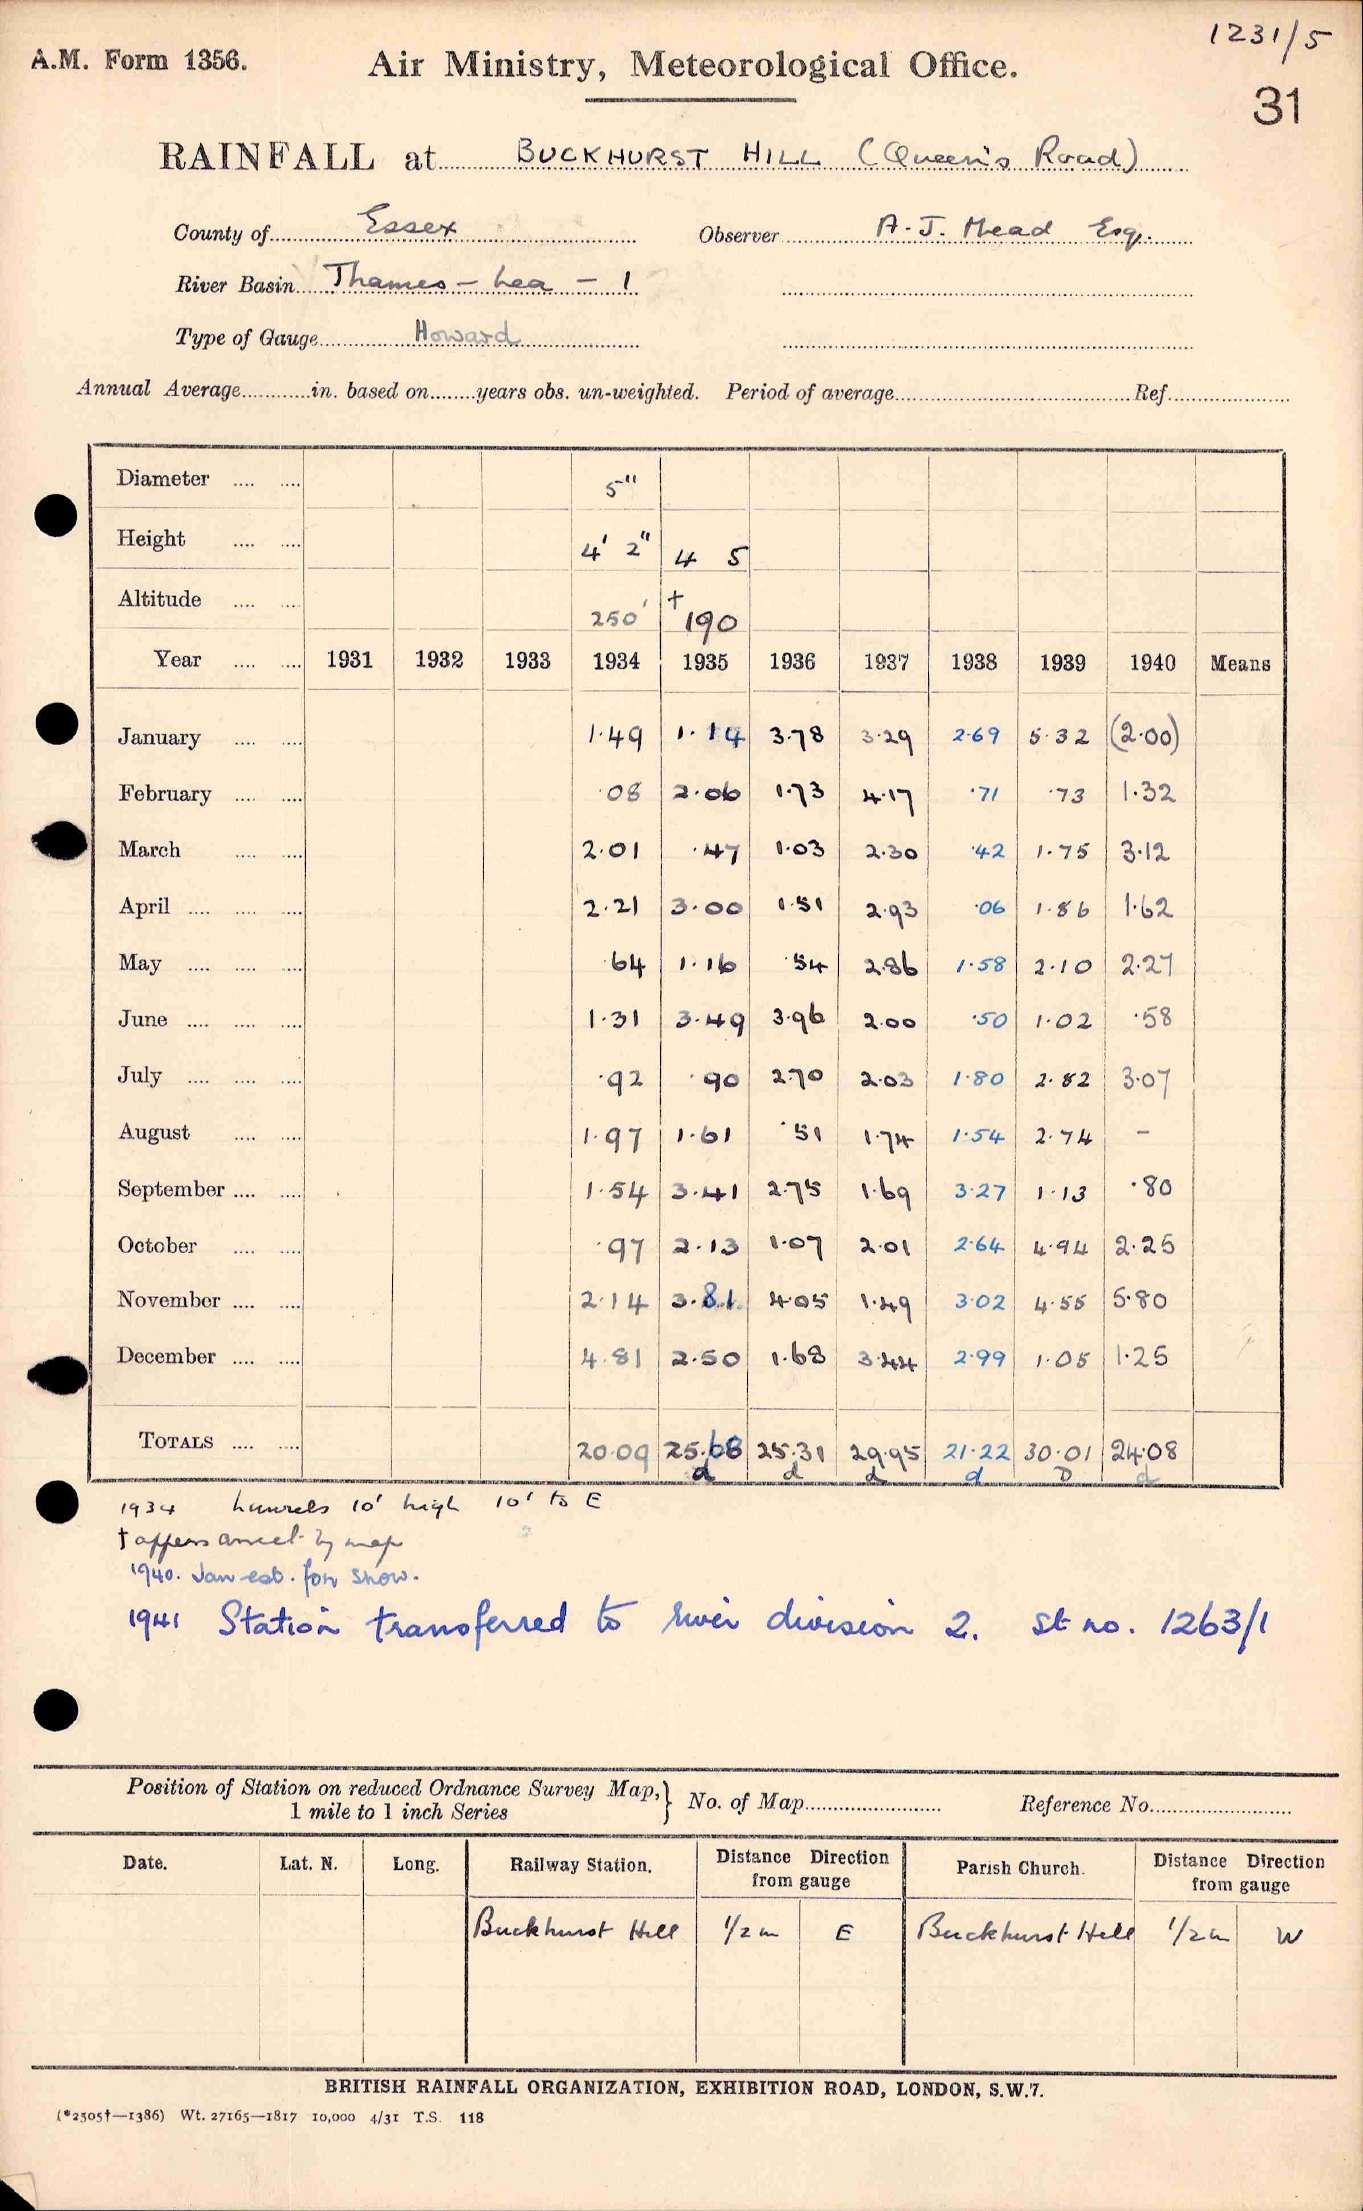 1231/5
A.M. Form 1356. Air Ministry, Meteorological Office.
31
RAINFALL at BUCKHURST HILL (Queen's Road)
County of Essex Observer A. J. Mead Esq.
River Basin Thames – Lea – 1
Type of Gauge Howard
Annual Average in. based on years obs. un-weighted. Period of average Ref.
Diameter 5"
Height 4' 2" 4 5
Altitude 250' †190
Year 1931 1932 1933 1934 1935 1936 1937 1938 1939 1940 Means
January 1.49 1.14 3.78 3.29 2.69 5.32 (2.00)
February .08 2.06 1.73 4.17 .71 .73 1.32
March 2.01 .47 1.03 2.30 .42 1.75 3.12
April 2.21 3.00 1.51 2.93 .06 1.86 1.62
May .64 1.16 .54 2.86 1.58 2.10 2.27
June 1.31 3.49 3.96 2.00 .50 1.02 .58
July .92 .90 2.70 2.03 1.80 2.82 3.07
August 1.97 1.61 .51 1.74 1.54 2.74 –
September 1.54 3.41 2.75 1.69 3.27 1.13 .80
October .97 2.13 1.07 2.01 2.64 4.94 2.25
November 2.14 3.81 4.05 1.49 3.02 4.55 5.80
December 4.81 2.50 1.68 3.44 2.99 1.05 1.25
TOTALS 20.09 25.68 25.31 29.95 21.22 30.01 24.08
d d d d D d
1934 Laurels 10' high 10' to E
† appears by map
1940. Jan est. for snow.
1941 Station transferred to river division 2. St no. 1263/1
Position of Station on reduced Ordnance Survey Map, 1 mile to 1 inch Series } No. of Map Reference No.
Date. Lat. N. Long. Railway Station. Distance Direction from gauge Parish Church. Distance Direction from gauge
Buckhurst Hill 1/2 m E Buckhurst Hill 1/2 m W
BRITISH RAINFALL ORGANIZATION, EXHIBITION ROAD, LONDON, S.W.7.
(*2505†—1386) Wt. 27165—1817 10,000 4/31 T.S. 118